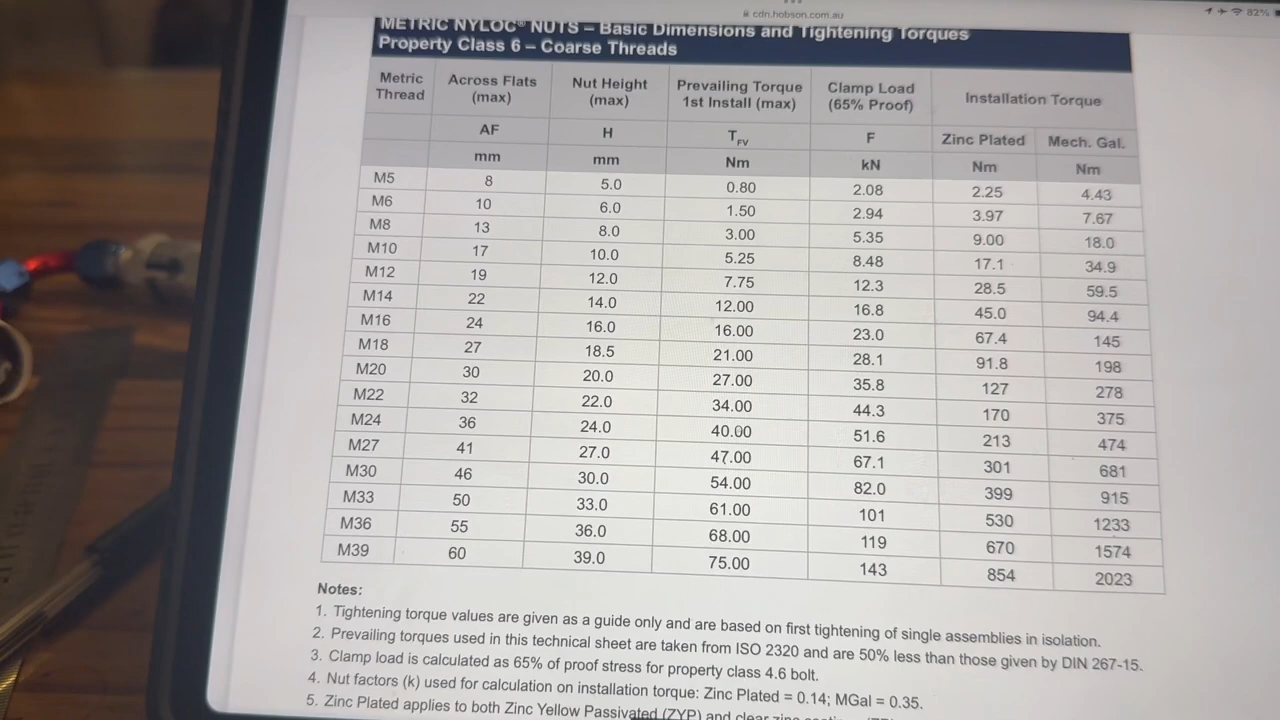 cdn.hobson.com.au
82%
METRIC NYLOC® NUTS – Basic Dimensions and Tightening Torques
Property Class 6 – Coarse Threads
Metric Thread Across Flats (max) Nut Height (max) Prevailing Torque 1st Install (max) Clamp Load (65% Proof) Installation Torque
AF H TFV F Zinc Plated Mech. Gal.
mm mm Nm kN Nm Nm
M5 8 5.0 0.80 2.08 2.25 4.43
M6 10 6.0 1.50 2.94 3.97 7.67
M8 13 8.0 3.00 5.35 9.00 18.0
M10 17 10.0 5.25 8.48 17.1 34.9
M12 19 12.0 7.75 12.3 28.5 59.5
M14 22 14.0 12.00 16.8 45.0 94.4
M16 24 16.0 16.00 23.0 67.4 145
M18 27 18.5 21.00 28.1 91.8 198
M20 30 20.0 27.00 35.8 127 278
M22 32 22.0 34.00 44.3 170 375
M24 36 24.0 40.00 51.6 213 474
M27 41 27.0 47.00 67.1 301 681
M30 46 30.0 54.00 82.0 399 915
M33 50 33.0 61.00 101 530 1233
M36 55 36.0 68.00 119 670 1574
M39 60 39.0 75.00 143 854 2023
Notes:
1. Tightening torque values are given as a guide only and are based on first tightening of single assemblies in isolation.
2. Prevailing torques used in this technical sheet are taken from ISO 2320 and are 50% less than those given by DIN 267-15.
3. Clamp load is calculated as 65% of proof stress for property class 4.6 bolt.
4. Nut factors (k) used for calculation on installation torque: Zinc Plated = 0.14; MGal = 0.35.
5. Zinc Plated applies to both Zinc Yellow Passivated (ZYP) and clear zinc